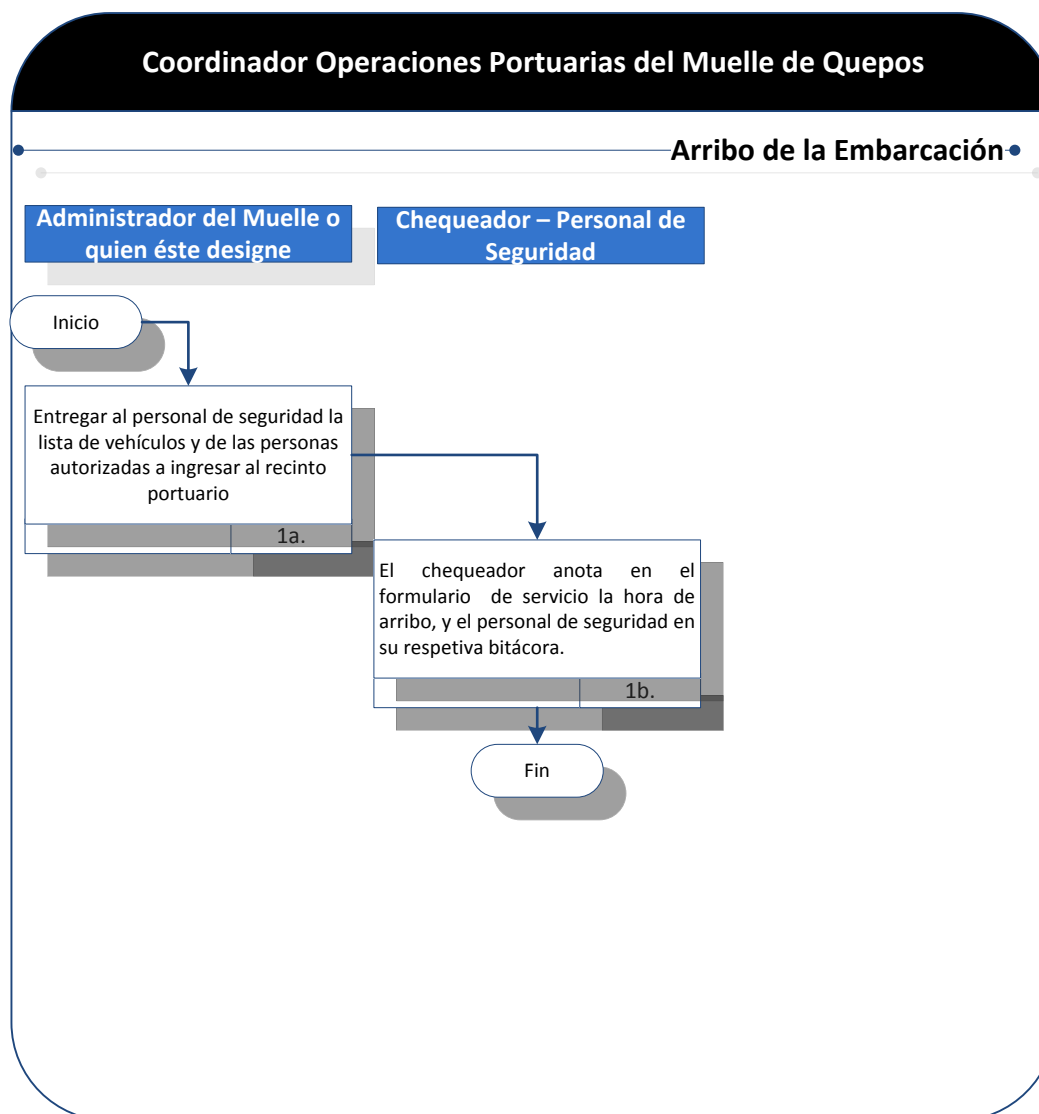 Coordinador Operaciones Portuarias del Muelle de Quepos
Arribo de la Embarcación
Administrador del Muelle o
quien éste designe
Chequeador – Personal de
Seguridad
Inicio
Entregar al personal de seguridad la
lista de vehículos y de las personas
autorizadas a ingresar al recinto
portuario
1a.
El chequeador anota en el
formulario de servicio la hora de
arribo, y el personal de seguridad en
su respetiva bitácora.
1b.
Fin